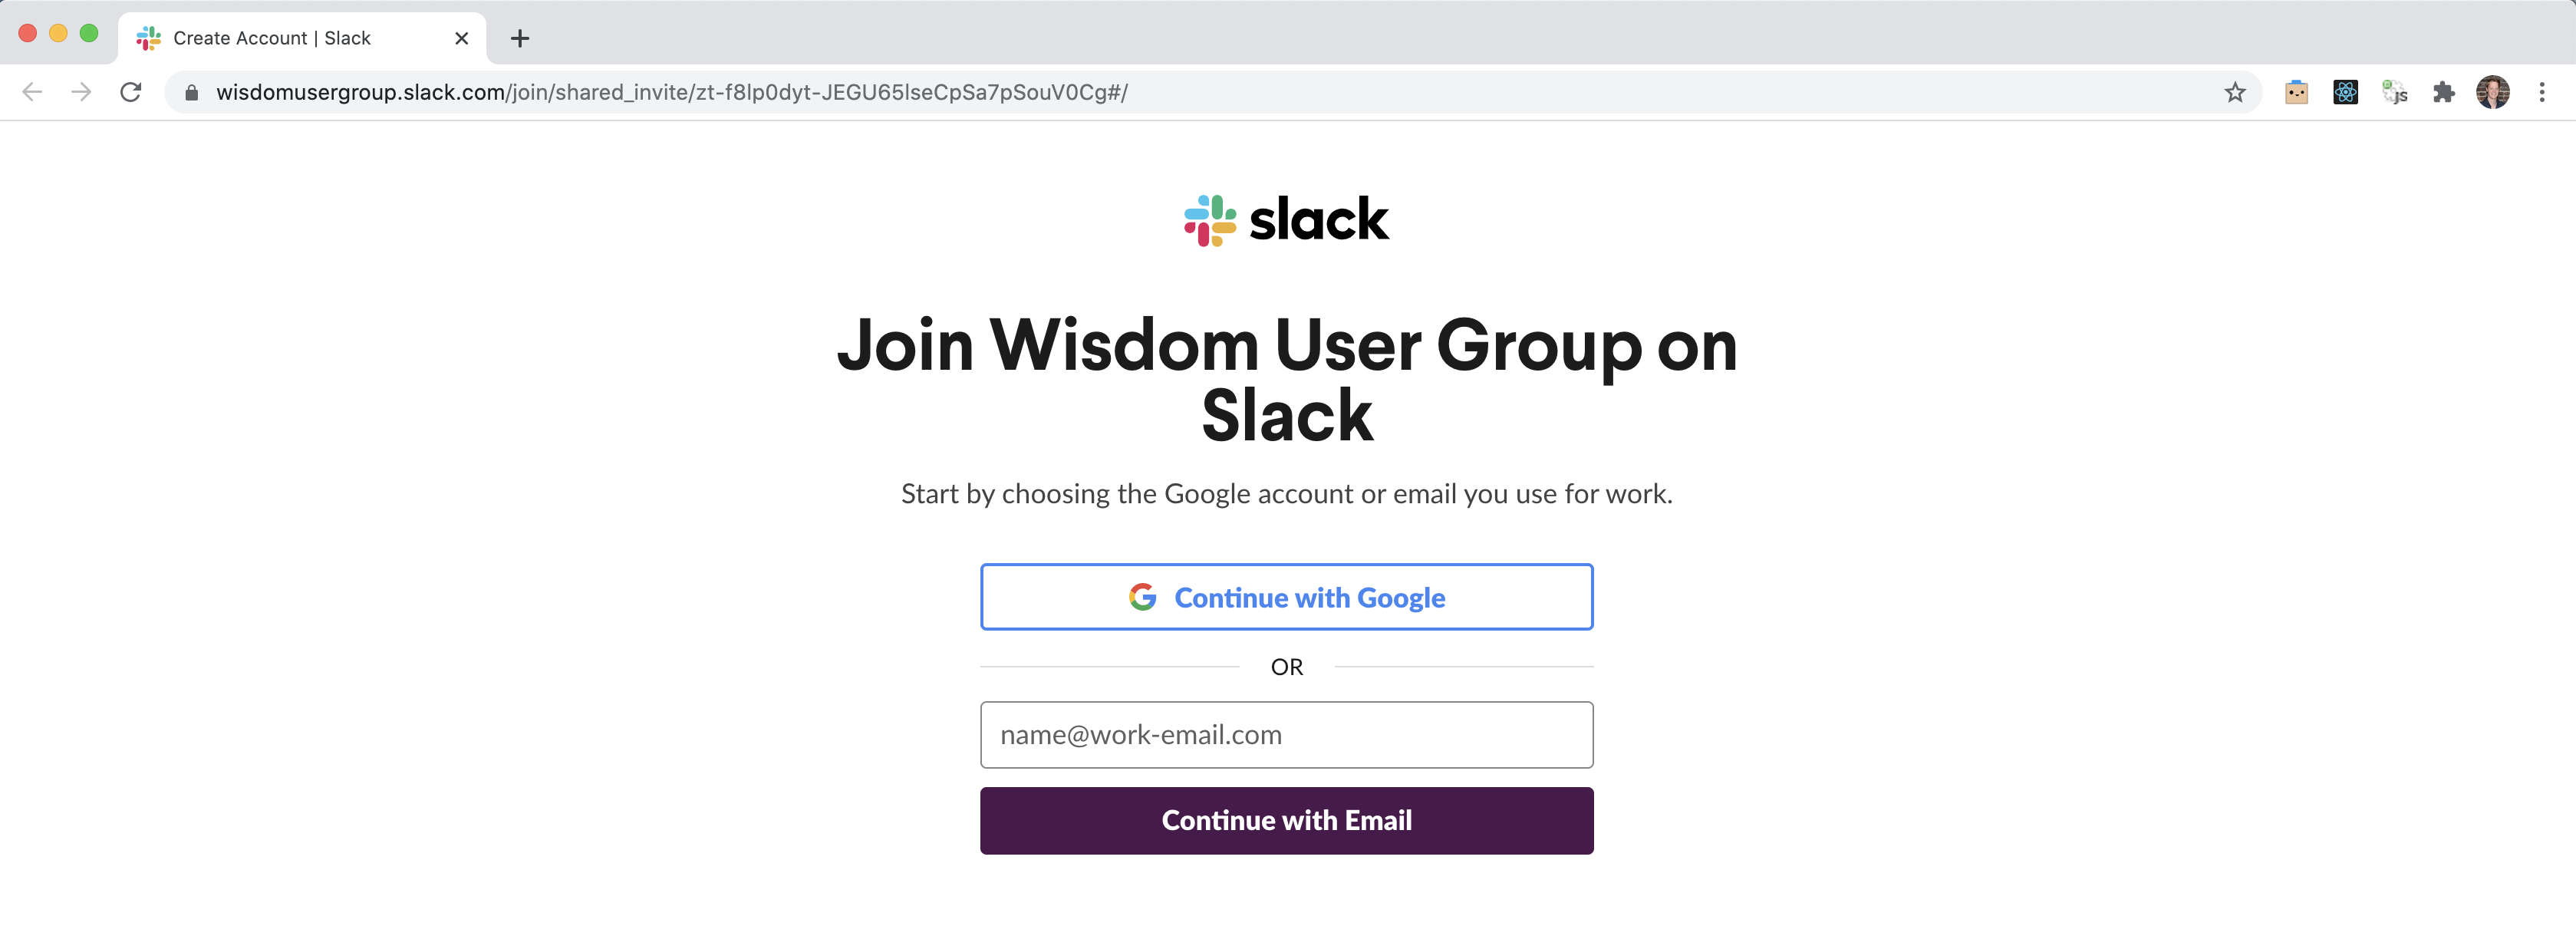 Create Account | Slack
wisdomusergroup.slack.com/join/shared_invite/zt-f8lp0dyt-JEGU65lseCpSa7pSouV0Cg#/
JS
slack
Join Wisdom User Group on
Slack
Start by choosing the Google account or email you use for work.
Continue with Google
OR
name@work-email.com
Continue with Email